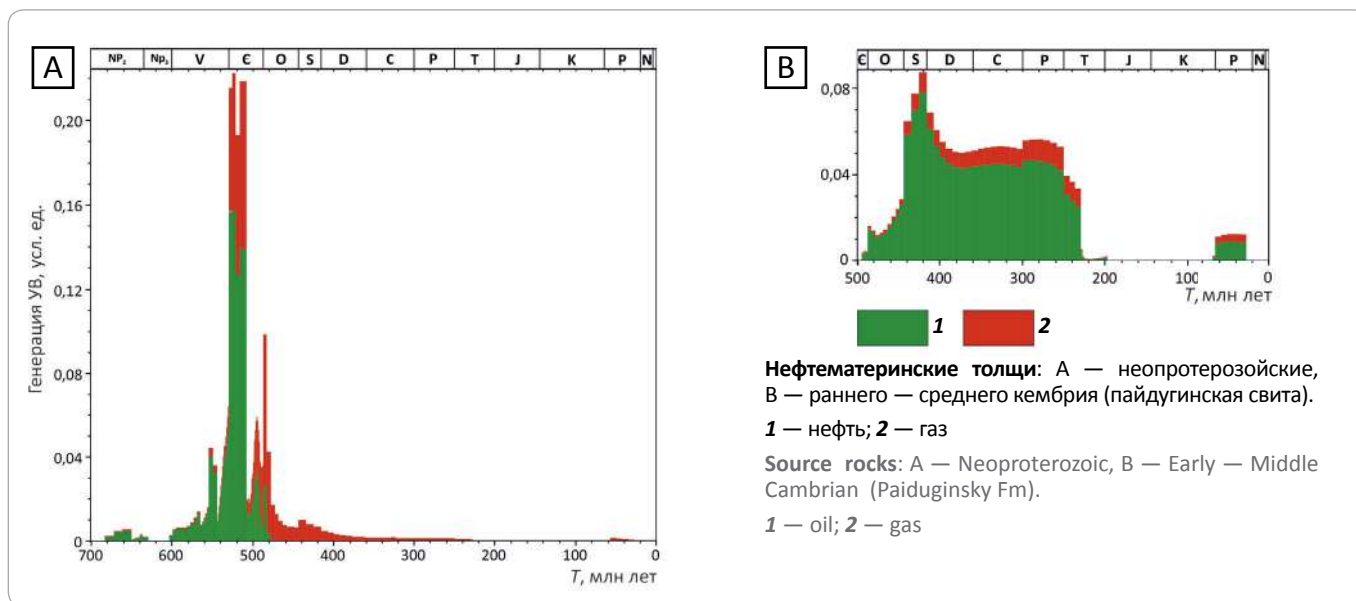 A
NP₂ Np₃ V Є O S D C P T J K P N
0,20
0,16
0,12
0,08
0,04
0
Генерация УВ, усл. ед.
700 600 500 400 300 200 100 0
T, млн лет
B
Є O S D C P T J K P N
0,08
0,04
0
500 400 300 200 100 0
T, млн лет
1 2
Нефтематеринские толщи: А — неопротерозойские,
В — раннего — среднего кембрия (пайдугинская свита).
1 — нефть; 2 — газ
Source rocks: A — Neoproterozoic, B — Early — Middle
Cambrian (Paiduginsky Fm).
1 — oil; 2 — gas